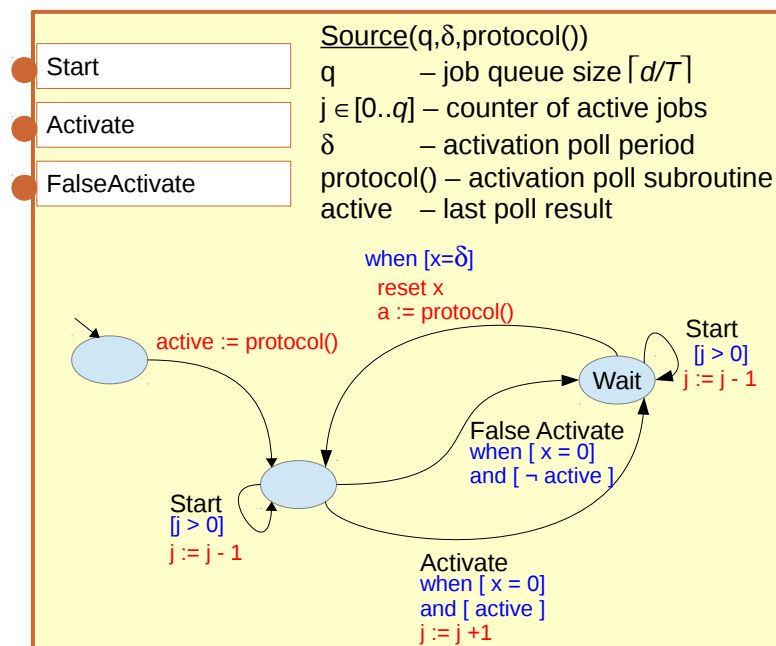 Start
Activate
FalseActivate
Source(q,δ,protocol())
q – job queue size ⌈d/T⌉
j ∈ [0..q] – counter of active jobs
δ – activation poll period
protocol() – activation poll subroutine
active – last poll result
when [x=δ]
reset x
a := protocol()
active := protocol()
Start
[j > 0]
j := j - 1
Wait
False Activate
when [ x = 0]
and [ ¬ active ]
Start
[j > 0]
j := j - 1
Activate
when [ x = 0]
and [ active ]
j := j +1